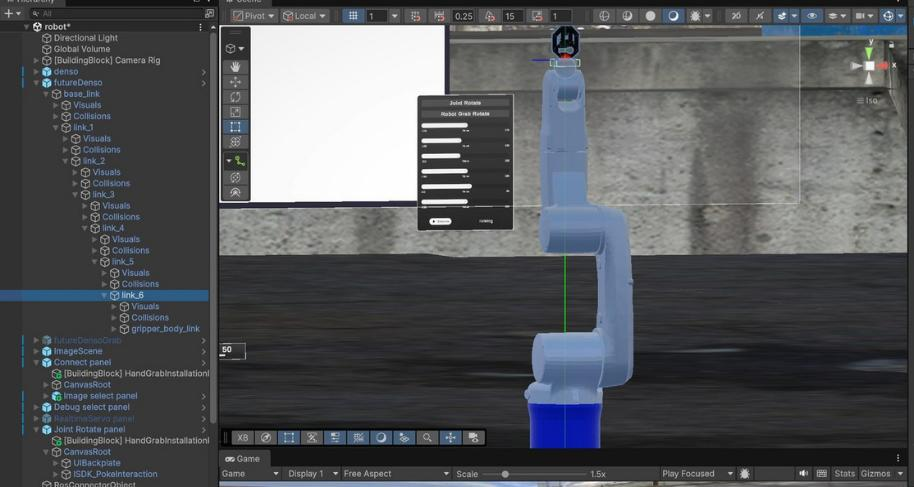 Hierarchy
Scene
All
Pivot
Local
1
0.25
15
1
2D
bot*
Directional Light
Global Volume
[BuildingBlock] Camera Rig
denso
futureDenso
base_link
Visuals
Collisions
link_1
Visuals
Collisions
link_2
Visuals
Collisions
link_3
Visuals
Collisions
link_4
Visuals
Collisions
link_5
Visuals
Collisions
link_6
Visuals
Collisions
gripper_body_link
futureDensoGrab
ImageScene
Connect panel
[BuildingBlock] HandGrabInstallationI
CanvasRoot
Image select panel
Debug select panel
RealtimeServo panel
Joint Rotate panel
[BuildingBlock] HandGrabInstallationI
CanvasRoot
UIBackplate
ISDK_PokeInteraction
RosConnectorObject
y
x
Iso
Joint Rotate
Robot Grab Rotate
50
XB
Game
Game
Display 1
Free Aspect
Scale
1.5x
Play Focused
Stats
Gizmos